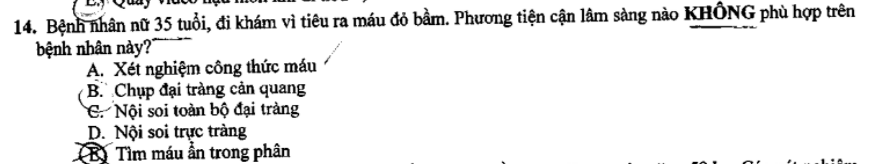 14. Bệnh nhân nữ 35 tuổi, đi khám vì tiêu ra máu đỏ bầm. Phương tiện cận lâm sàng nào KHÔNG phù hợp trên
bệnh nhân này?
A. Xét nghiệm công thức máu
B. Chụp đại tràng cản quang
C. Nội soi toàn bộ đại tràng
D. Nội soi trực tràng
E. Tìm máu ẩn trong phân